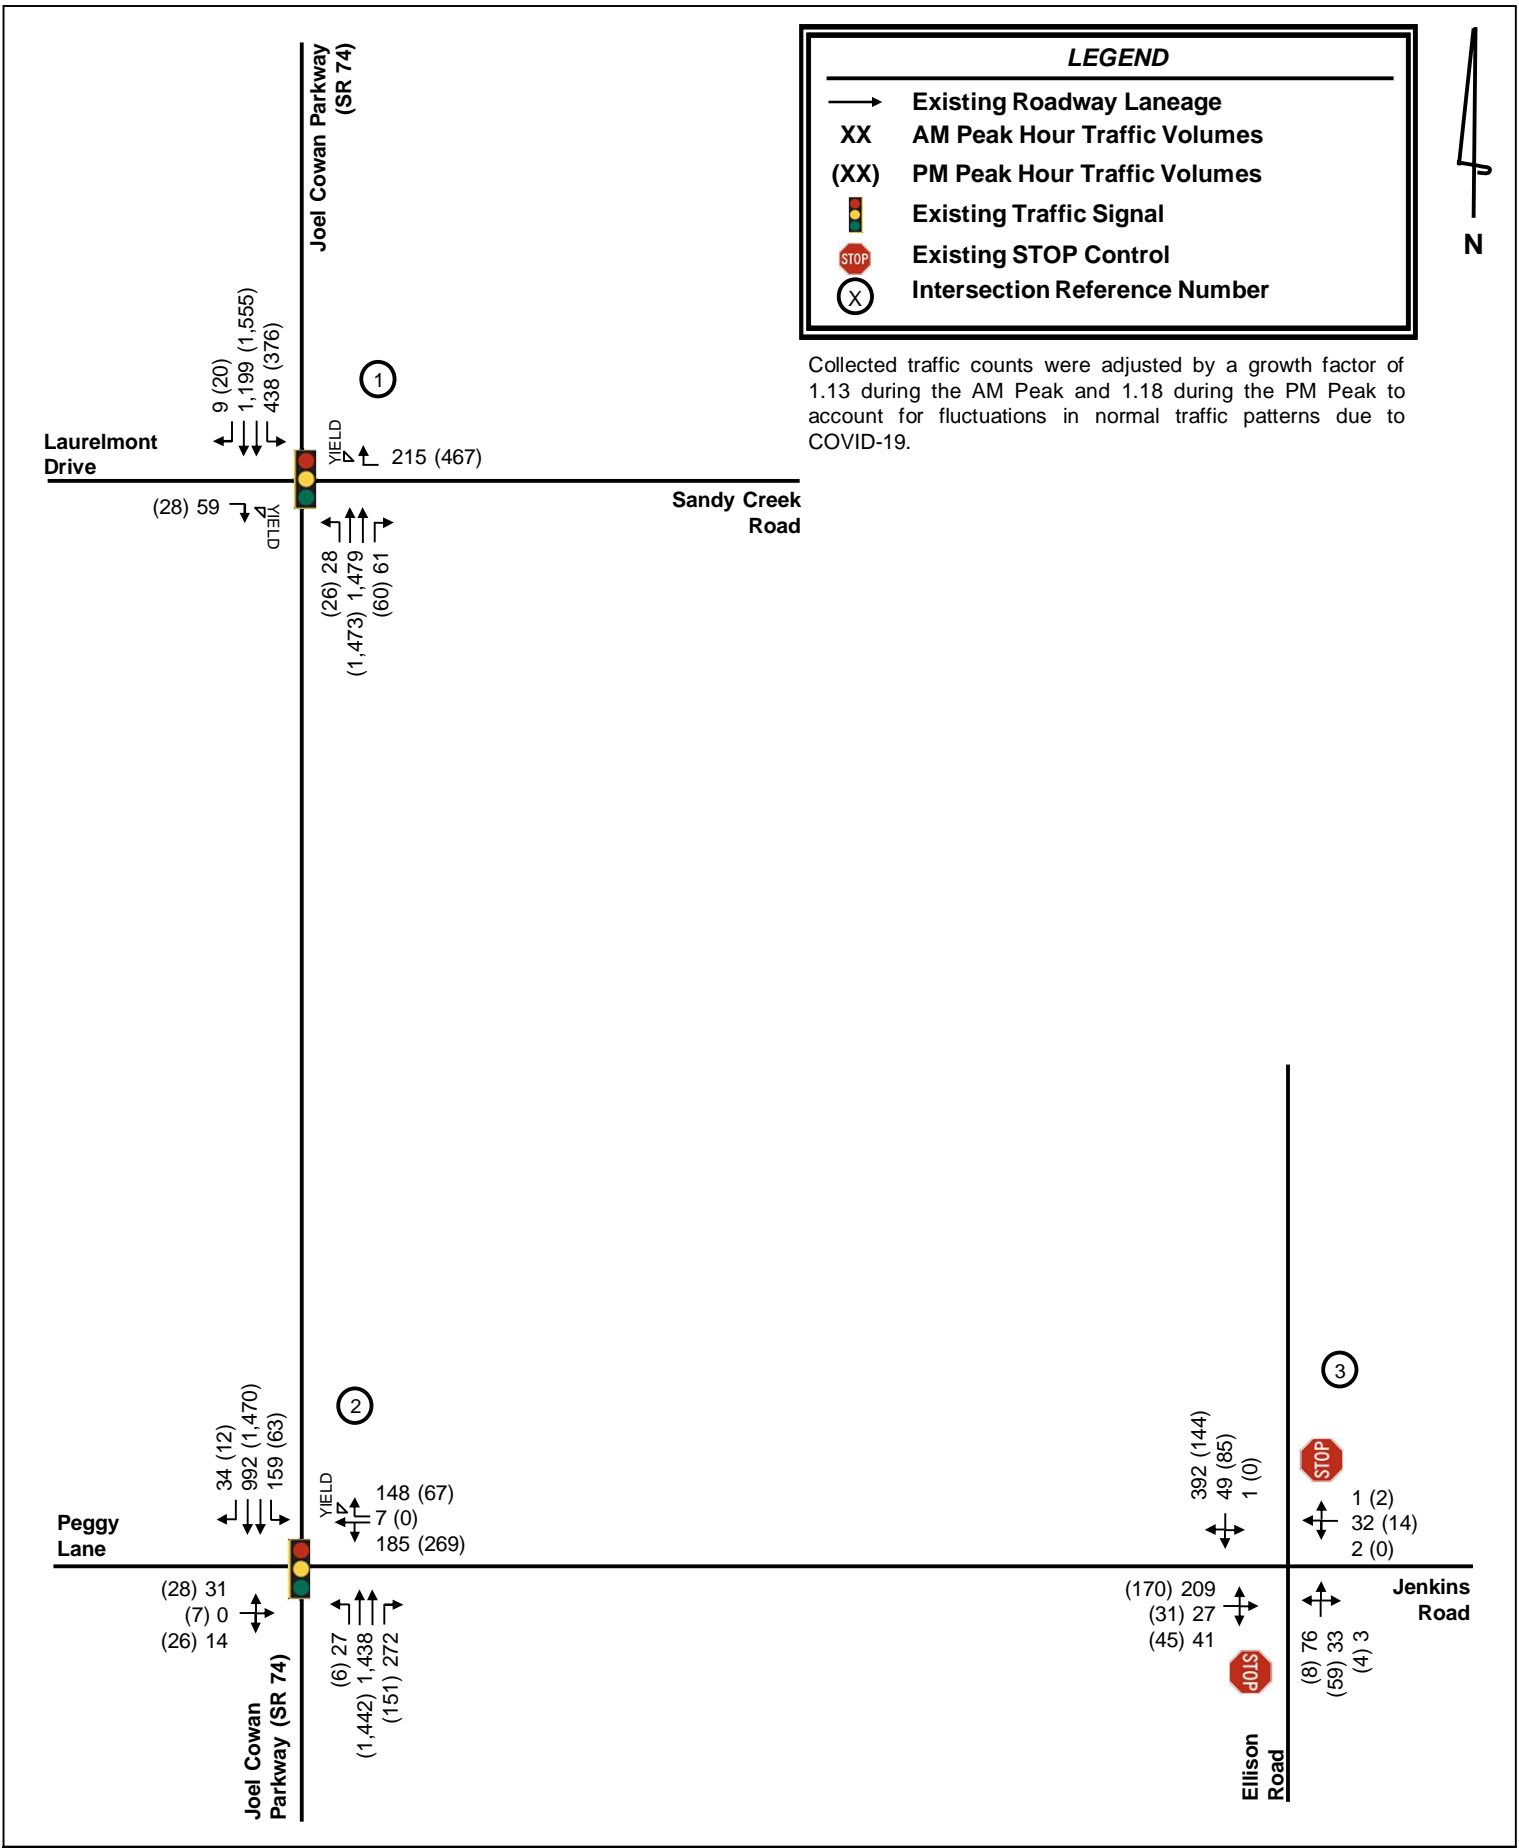 Joel Cowan Parkway
(SR 74)
LEGEND
Existing Roadway Laneage
XX AM Peak Hour Traffic Volumes
(XX) PM Peak Hour Traffic Volumes
Existing Traffic Signal
STOP Existing STOP Control
X Intersection Reference Number
N
Collected traffic counts were adjusted by a growth factor of
1.13 during the AM Peak and 1.18 during the PM Peak to
account for fluctuations in normal traffic patterns due to
COVID-19.
9 (20)
1,199 (1,555)
438 (376)
1
Laurelmont
Drive
YIELD
215 (467)
(28) 59
YIELD
Sandy Creek
Road
(26) 28
(1,473) 1,479
(60) 61
34 (12)
992 (1,470)
159 (63)
2
YIELD
148 (67)
7 (0)
185 (269)
Peggy
Lane
(28) 31
(7) 0
(26) 14
(6) 27
(1,442) 1,438
(151) 272
Joel Cowan
Parkway (SR 74)
3
392 (144)
49 (85)
1 (0)
STOP
1 (2)
32 (14)
2 (0)
(170) 209
(31) 27
(45) 41
STOP
(8) 76
(59) 33
(4) 3
Jenkins
Road
Ellison
Road